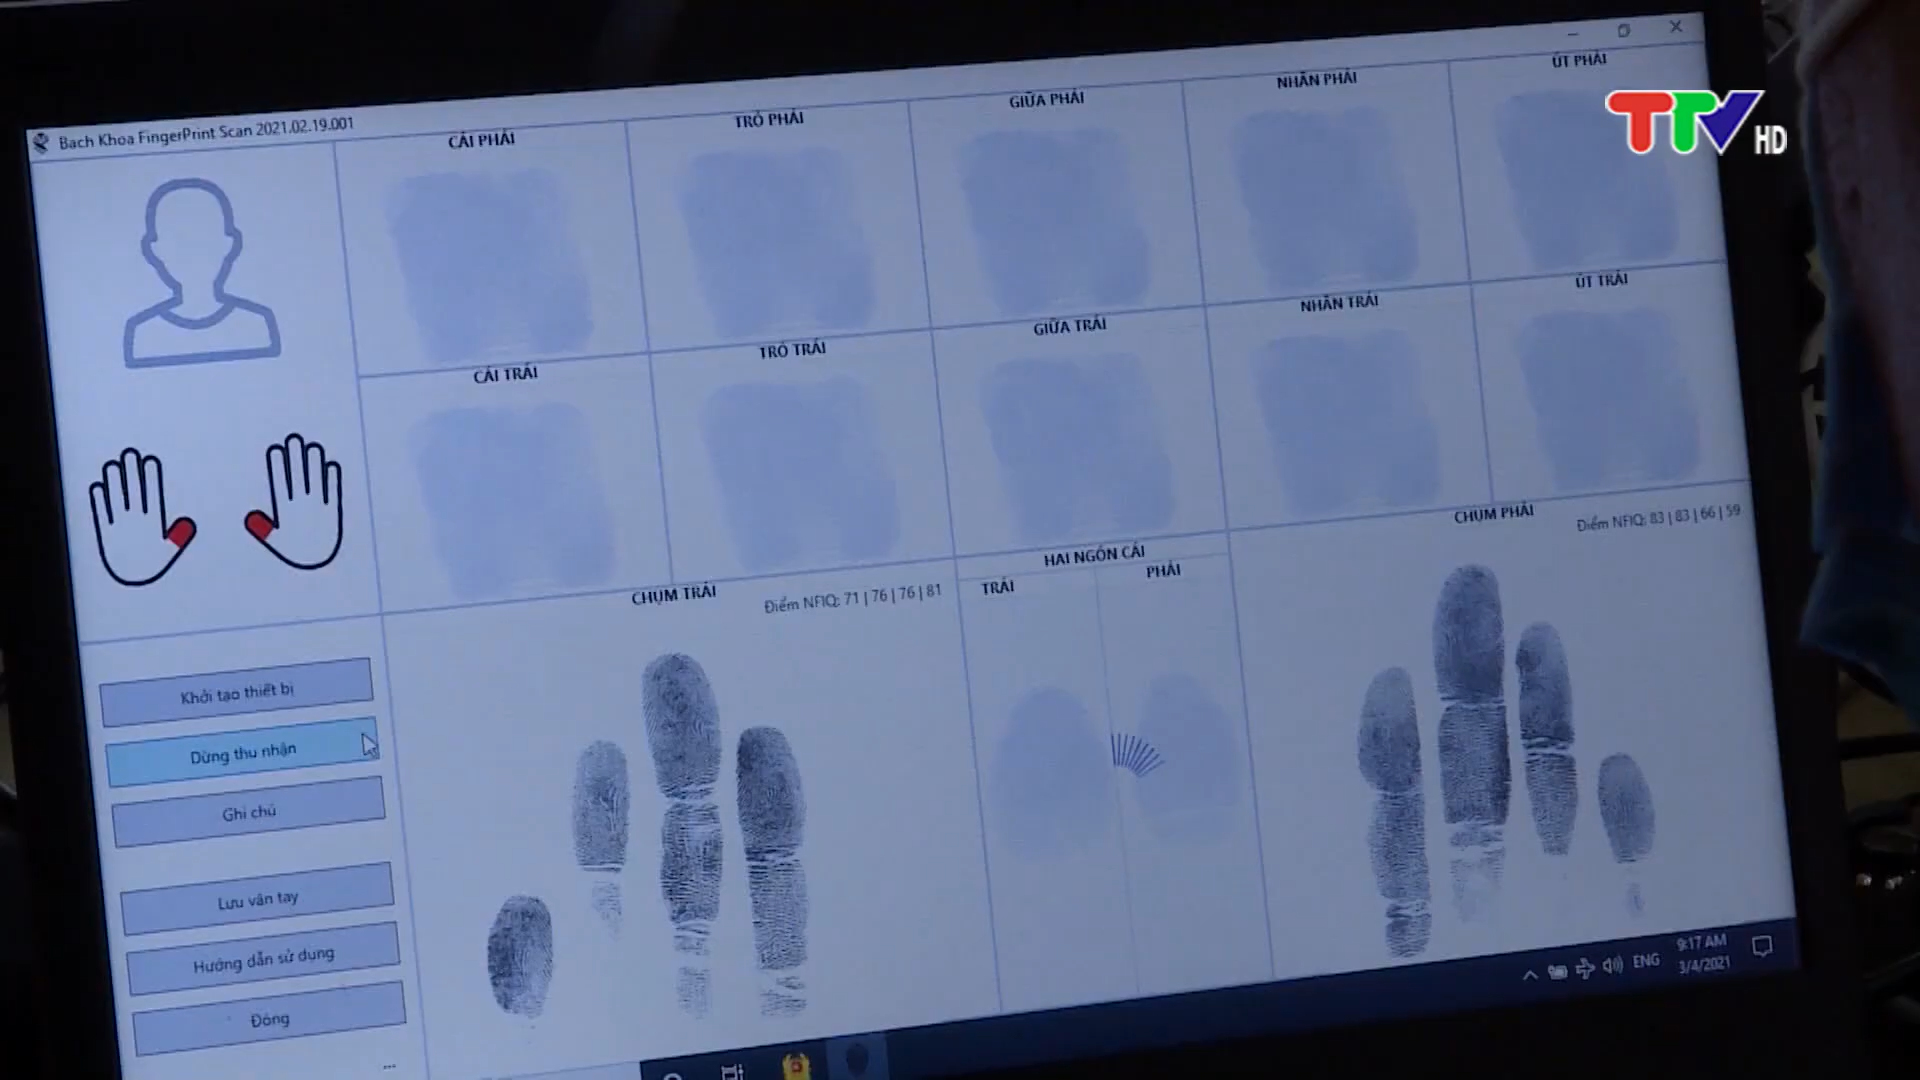 Bach Khoa FingerPrint Scan 2021.02.19.001
CÁI PHẢI
TRỎ PHẢI
GIỮA PHẢI
NHẪN PHẢI
ÚT PHẢI
TTV HD
CÁI TRÁI
TRỎ TRÁI
GIỮA TRÁI
NHẪN TRÁI
ÚT TRÁI
CHỤM TRÁI
Điểm NFIQ: 71 | 76 | 76 | 81
HAI NGÓN CÁI
TRÁI
PHẢI
CHỤM PHẢI
Điểm NFIQ: 83 | 83 | 66 | 59
Khởi tạo thiết bị
Dừng thu nhận
Ghi chú
Lưu vân tay
Hướng dẫn sử dụng
Đóng
...
ENG
9:17 AM
3/4/2021